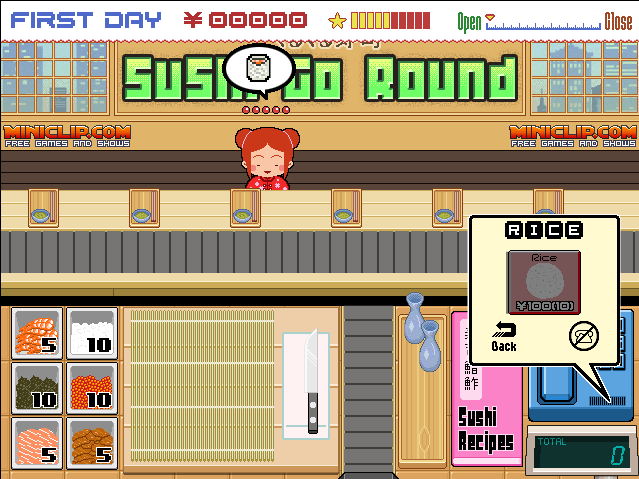 FIRST DAY
¥ 00000
Open
Close
SuShi Go Round
MINICLIP.COM
FREE GAMES AND SHOWS
MINICLIP.COM
FREE GAMES AND SHOWS
RICE
Rice
¥100(10)
Back
5
10
10
10
5
5
Sushi
Recipes
TOTAL
0